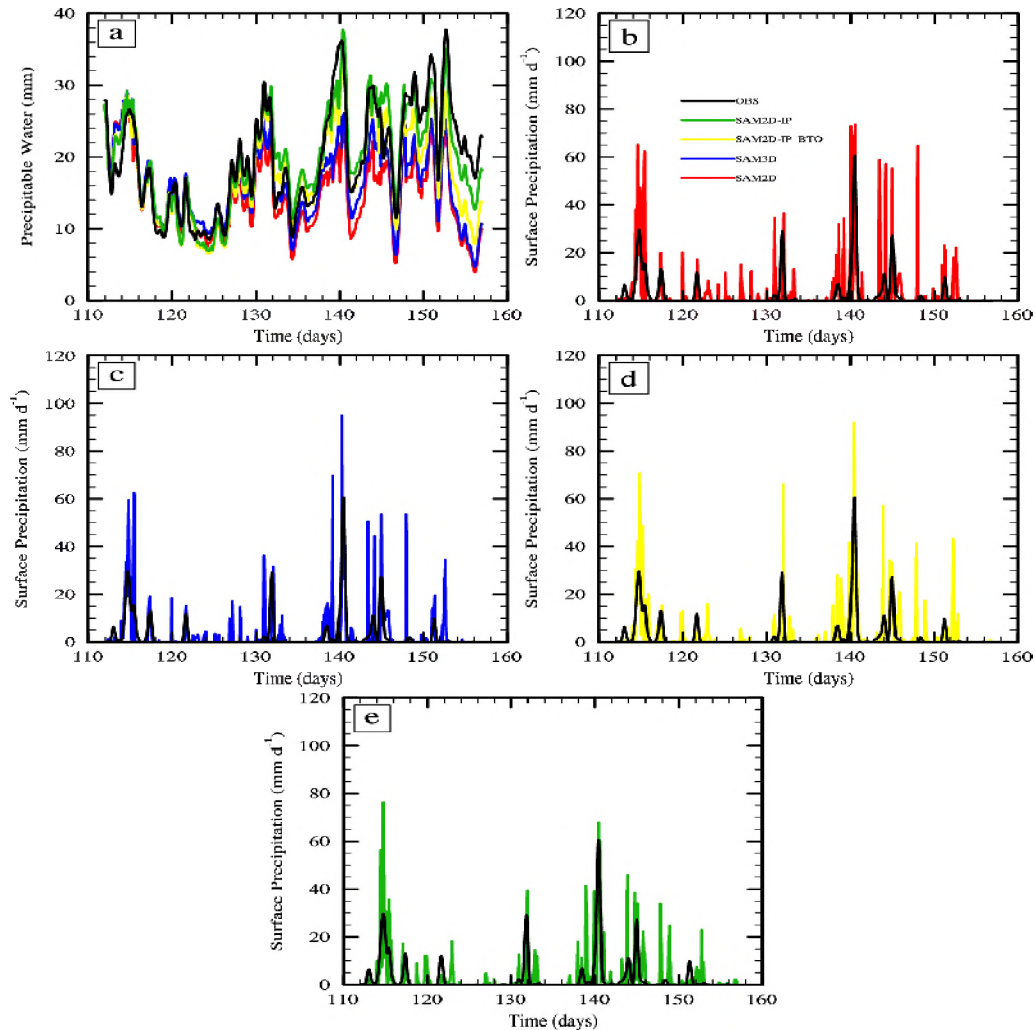 a
Precipitable Water (mm)
40
30
20
10
0
110 120 130 140 150 160
Time (days)
b
Surface Precipitation (mm d⁻¹)
120
100
80
60
40
20
0
OBS
SAM2D-IP
SAM2D-IP_BTO
SAM3D
SAM2D
110 120 130 140 150 160
Time (days)
c
Surface Precipitation (mm d⁻¹)
120
100
80
60
40
20
0
110 120 130 140 150 160
Time (days)
d
Surface Precipitation (mm d⁻¹)
120
100
80
60
40
20
0
110 120 130 140 150 160
Time (days)
e
Surface Precipitation (mm d⁻¹)
120
100
80
60
40
20
0
110 120 130 140 150 160
Time (days)